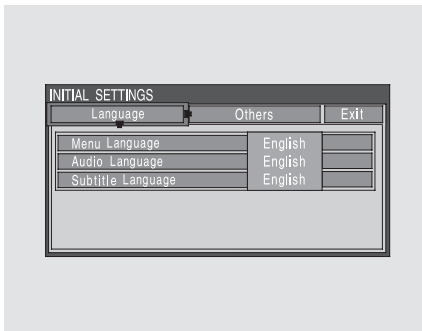 INITIAL SETTINGS
Language Others Exit
Menu Language English
Audio Language English
Subtitle Language English